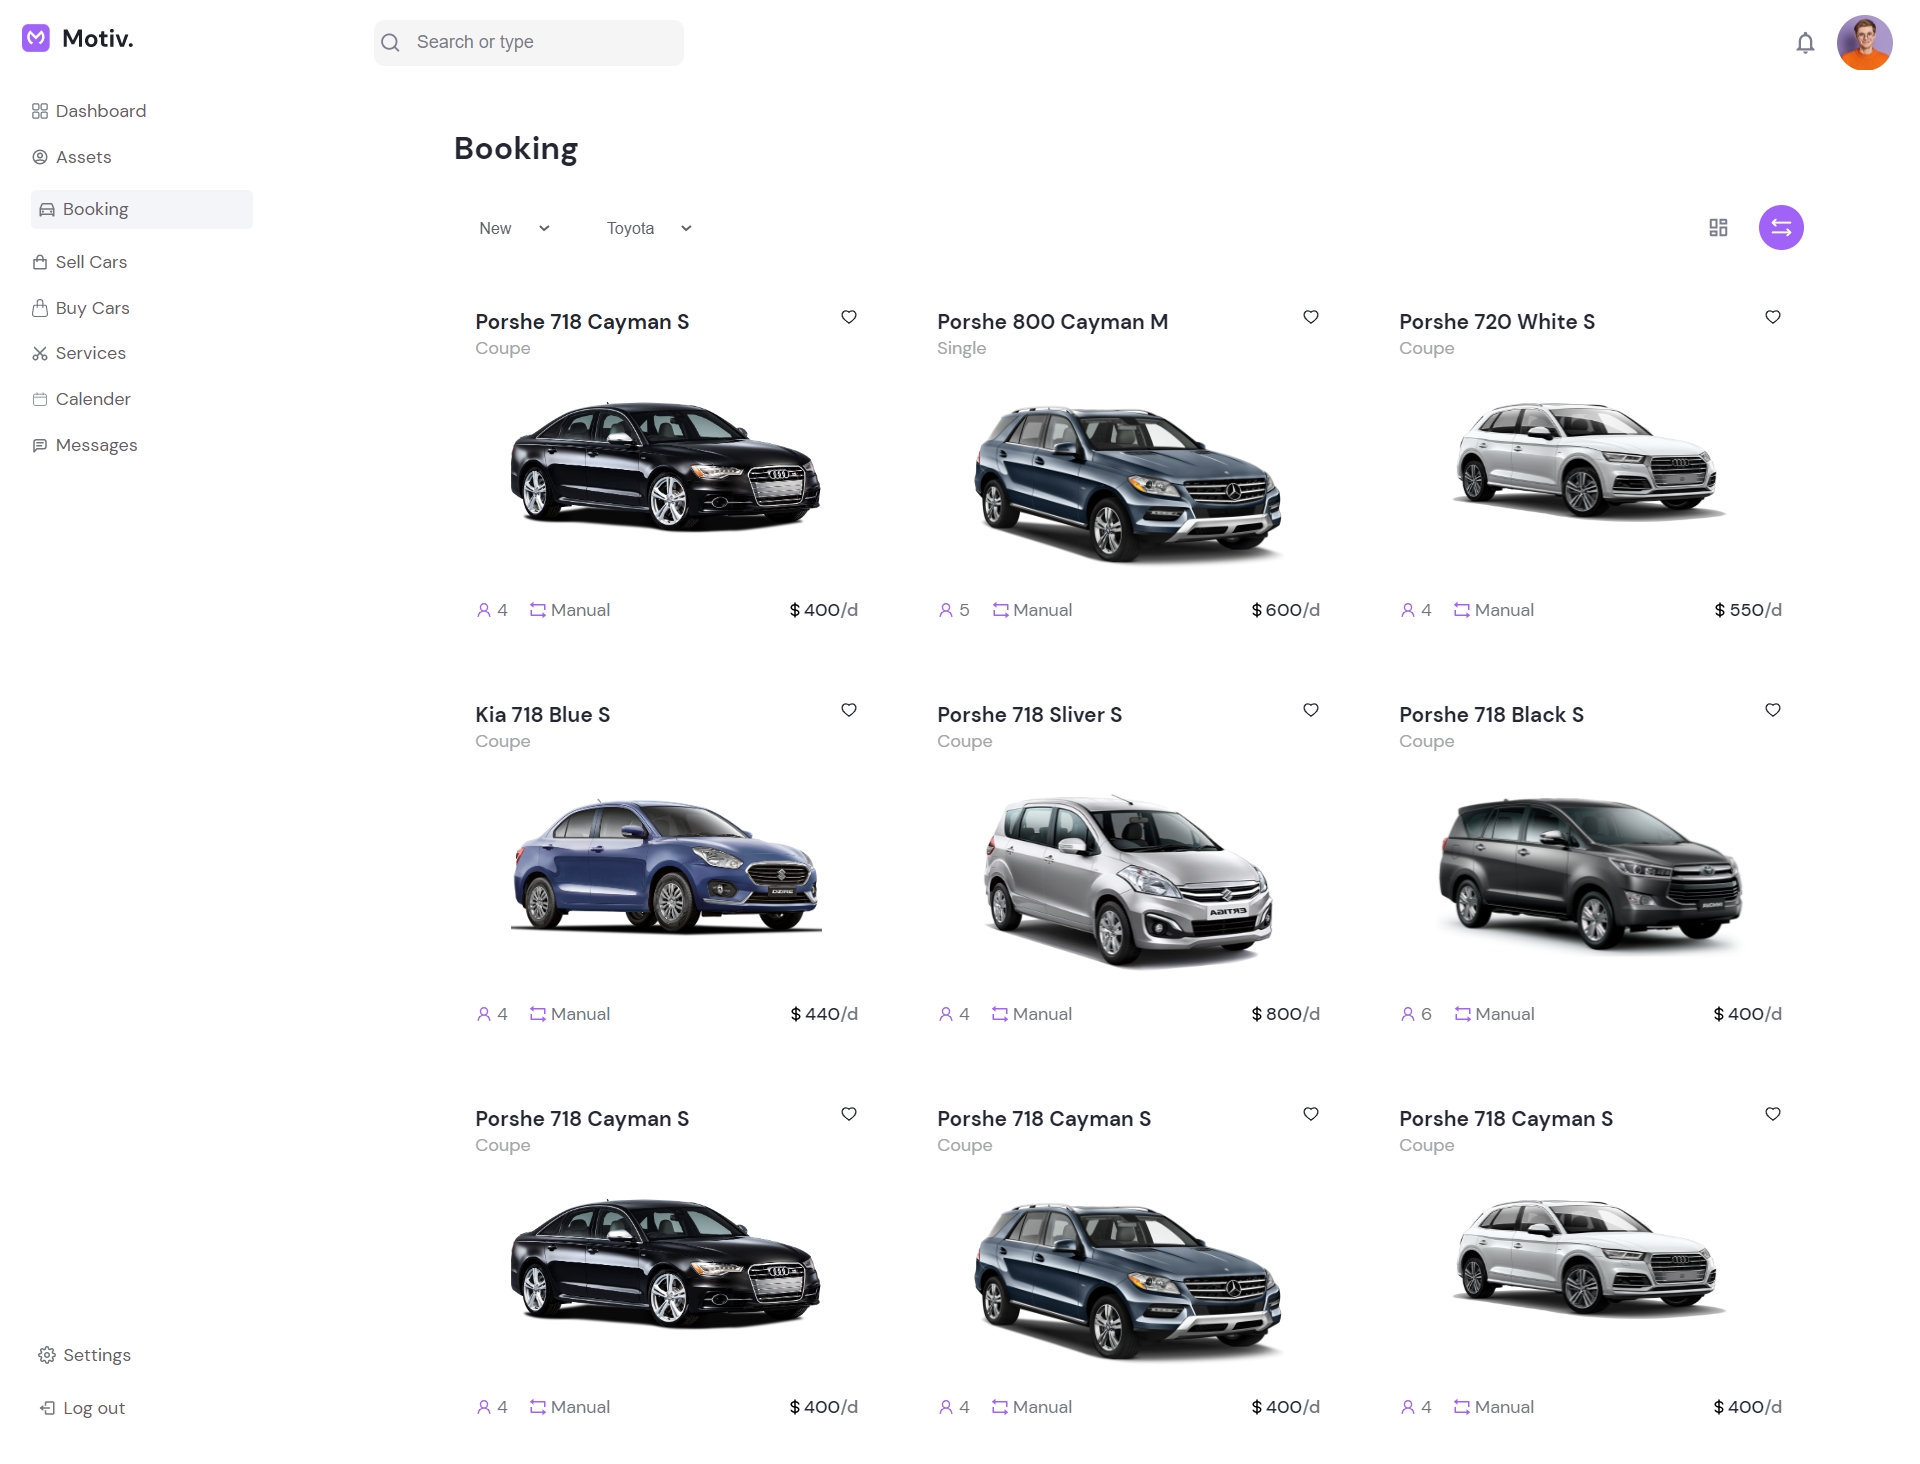 Motiv.
Search or type
Dashboard
Assets
Booking
Sell Cars
Buy Cars
Services
Calender
Messages
Settings
Log out
Booking
New
Toyota
Porshe 718 Cayman S
Coupe
4 Manual $ 400/d
Porshe 800 Cayman M
Single
5 Manual $ 600/d
Porshe 720 White S
Coupe
4 Manual $ 550/d
Kia 718 Blue S
Coupe
DZIRE
4 Manual $ 440/d
Porshe 718 Sliver S
Coupe
ERTIGA
4 Manual $ 800/d
Porshe 718 Black S
Coupe
6 Manual $ 400/d
Porshe 718 Cayman S
Coupe
4 Manual $ 400/d
Porshe 718 Cayman S
Coupe
4 Manual $ 400/d
Porshe 718 Cayman S
Coupe
4 Manual $ 400/d